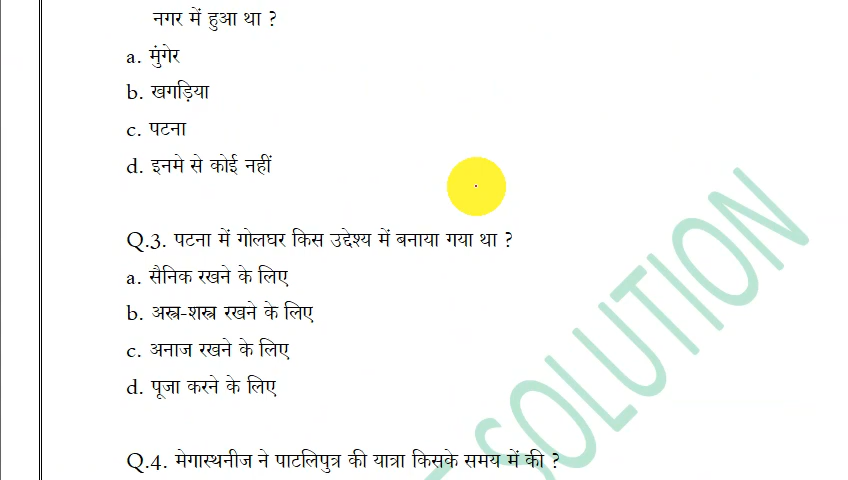 नगर में हुआ था ?
a. मुंगेर
b. खगड़िया
c. पटना
d. इनमे से कोई नहीं
Q.3. पटना में गोलघर किस उद्देश्य में बनाया गया था ?
a. सैनिक रखने के लिए
b. अस्त्र-शस्त्र रखने के लिए
c. अनाज रखने के लिए
d. पूजा करने के लिए
Q.4. मेगास्थनीज ने पाटलिपुत्र की यात्रा किसके समय में की ?
SOLUTION